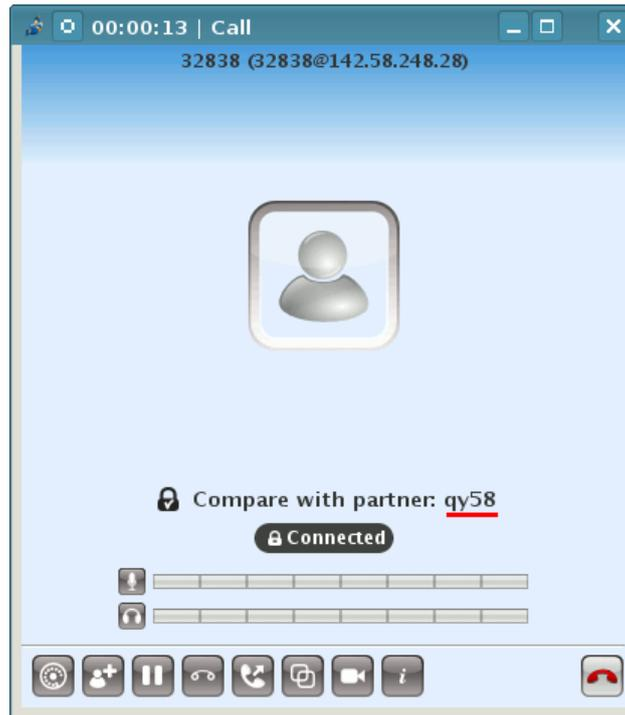 00:00:13 | Call
32838 (32838@142.58.248.28)
Compare with partner: qy58
Connected